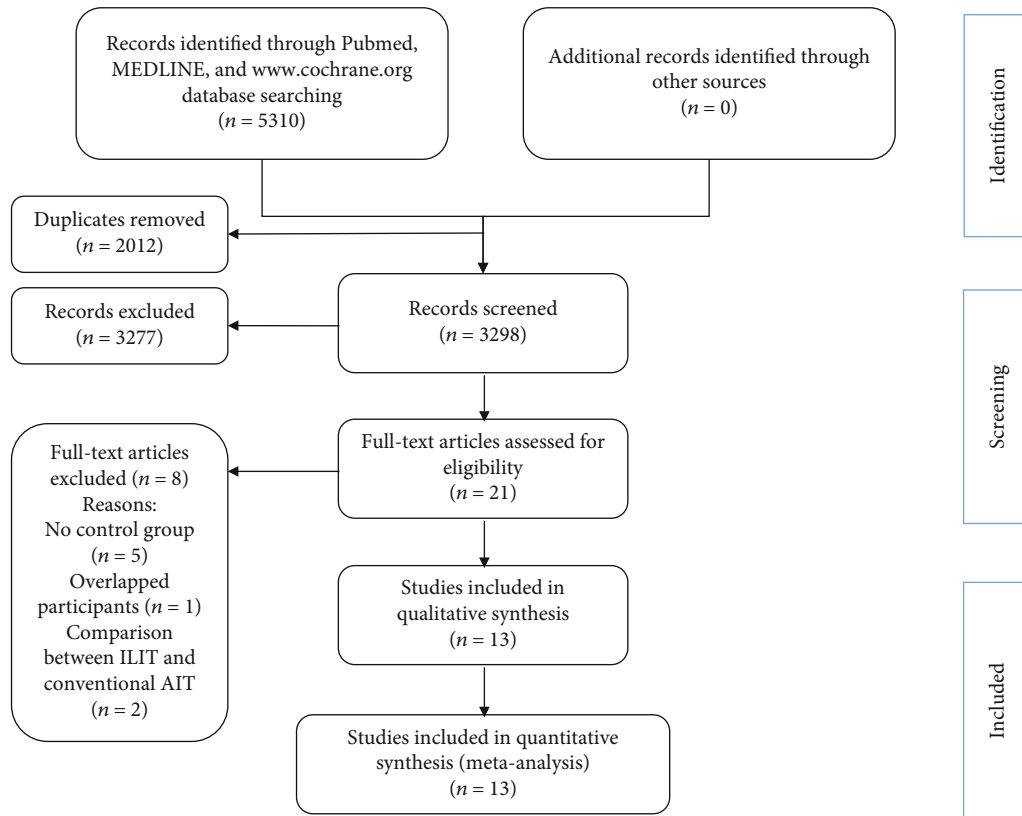 Records identified through Pubmed,
MEDLINE, and www.cochrane.org
database searching
(n = 5310)
Additional records identified through
other sources
(n = 0)
Identification
Duplicates removed
(n = 2012)
Records excluded
(n = 3277)
Records screened
(n = 3298)
Screening
Full-text articles
excluded (n = 8)
Reasons:
No control group
(n = 5)
Overlapped
participants (n = 1)
Comparison
between ILIT and
conventional AIT
(n = 2)
Full-text articles assessed for
eligibility
(n = 21)
Studies included in
qualitative synthesis
(n = 13)
Included
Studies included in quantitative
synthesis (meta-analysis)
(n = 13)